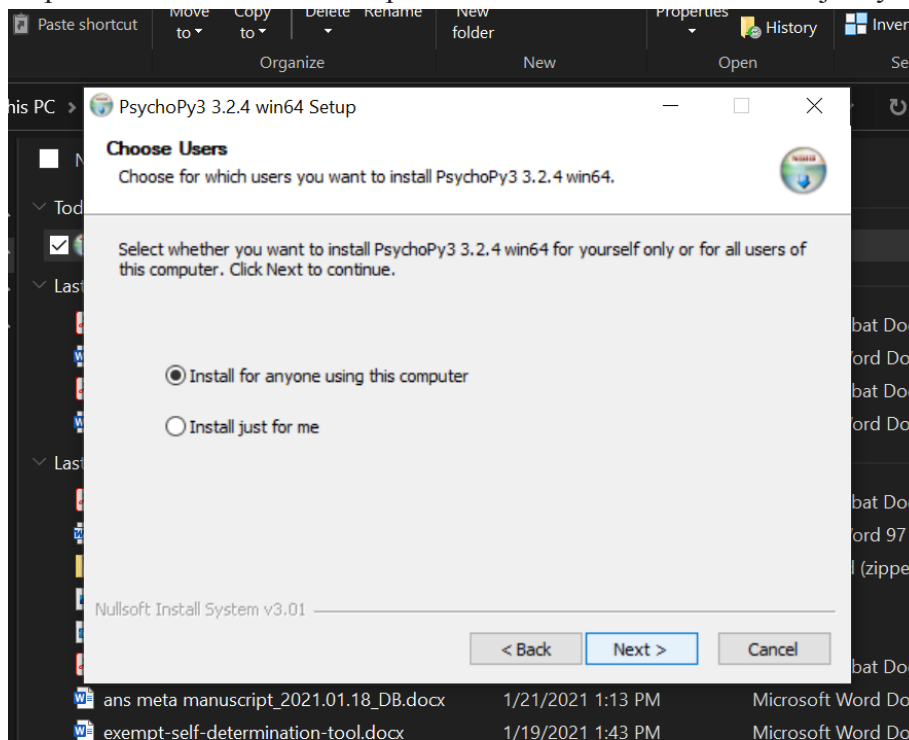 Paste shortcut
Move to
Copy to
Delete
Rename
New folder
Properties
History
Organize
New
Open
PsychoPy3 3.2.4 win64 Setup
Choose Users
Choose for which users you want to install PsychoPy3 3.2.4 win64.
Select whether you want to install PsychoPy3 3.2.4 win64 for yourself only or for all users of
this computer. Click Next to continue.
Install for anyone using this computer
Install just for me
Nullsoft Install System v3.01
< Back
Next >
Cancel
ans meta manuscript_2021.01.18_DB.docx 1/21/2021 1:13 PM Microsoft Word Do
exempt-self-determination-tool.docx 1/19/2021 1:43 PM Microsoft Word Do